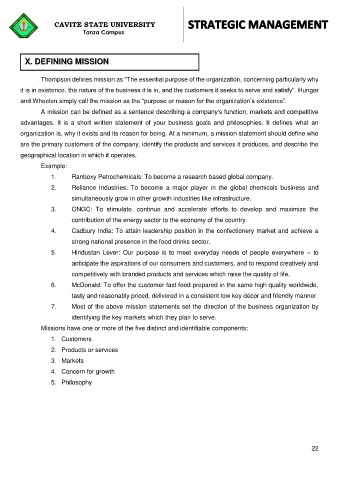 CAVITE STATE UNIVERSITY
Tanza Campus
STRATEGIC MANAGEMENT
X. DEFINING MISSION
Thompson defines mission as "The essential purpose of the organization, concerning particularly why
it is in existence, the nature of the business it is in, and the customers it seeks to serve and satisfy". Hunger
and Wheelen simply call the mission as the "purpose or reason for the organization's existence".
A mission can be defined as a sentence describing a company's function, markets and competitive
advantages. It is a short written statement of your business goals and philosophies. It defines what an
organization is, why it exists and its reason for being. At a minimum, a mission statement should define who
are the primary customers of the company, identify the products and services it produces, and describe the
geographical location in which it operates.
Example:
1. Ranboxy Petrochemicals: To become a research based global company.
2. Reliance Industries: To become a major player in the global chemicals business and
simultaneously grow in other growth industries like infrastructure.
3. ONGC: To stimulate, continue and accelerate efforts to develop and maximize the
contribution of the energy sector to the economy of the country.
4. Cadbury India: To attain leadership position in the confectionery market and achieve a
strong national presence in the food drinks sector.
5. Hindustan Lever: Our purpose is to meet everyday needs of people everywhere – to
anticipate the aspirations of our consumers and customers, and to respond creatively and
competitively with branded products and services which raise the quality of life.
6. McDonald: To offer the customer fast food prepared in the same high quality worldwide,
tasty and reasonably priced, delivered in a consistent low key décor and friendly manner.
7. Most of the above mission statements set the direction of the business organization by
identifying the key markets which they plan to serve.
Missions have one or more of the five distinct and identifiable components:
1. Customers
2. Products or services
3. Markets
4. Concern for growth
5. Philosophy
22